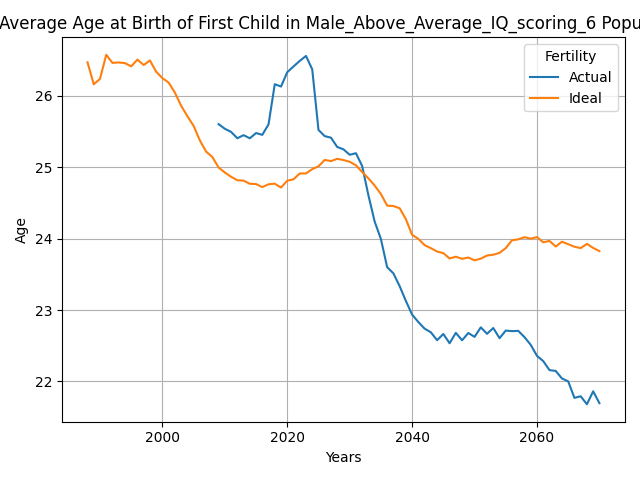 Average Age at Birth of First Child in Male_Above_Average_IQ_scoring_6 Popu
Fertility
Actual
Ideal
26
25
24
23
22
Age
2000 2020 2040 2060
Years